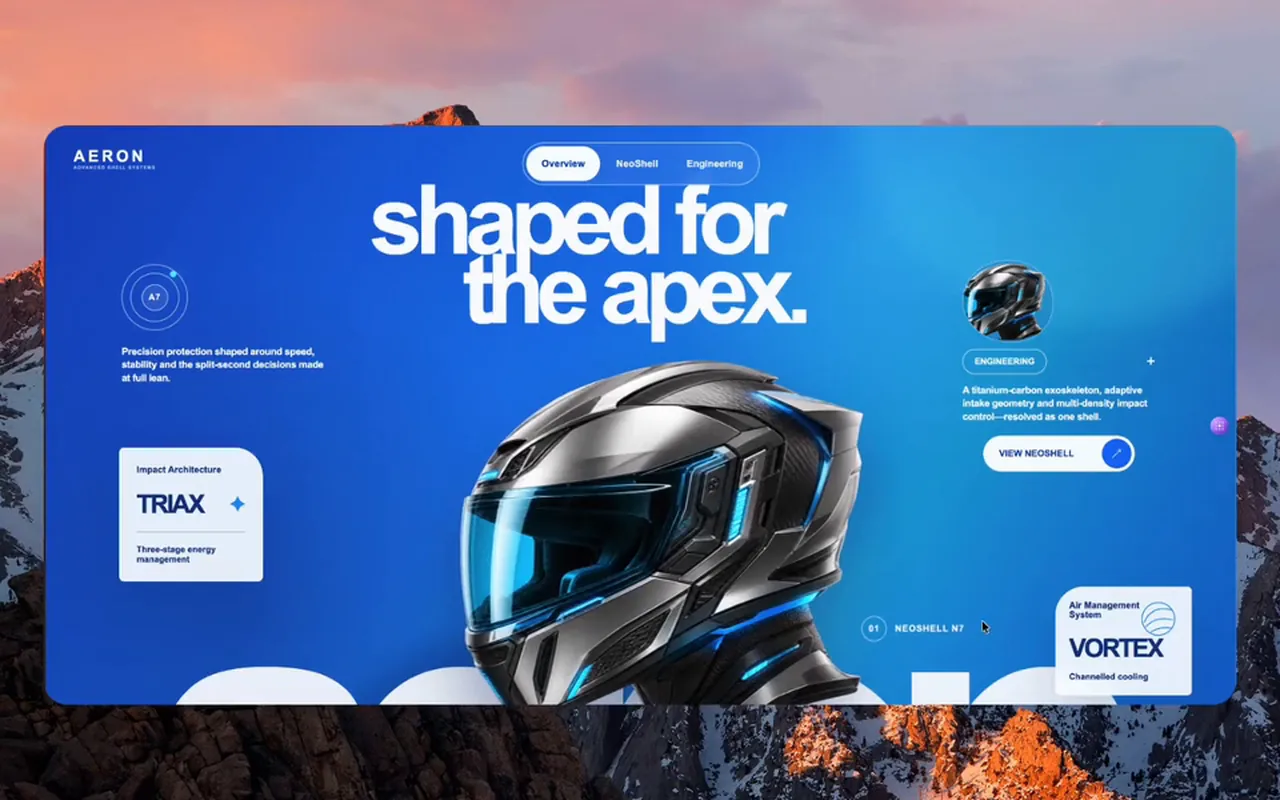 AERON
ADVANCED SHELL SYSTEMS
Overview
NeoShell
Engineering
shaped for
the apex.
A7
Precision protection shaped around speed,
stability and the split-second decisions made
at full lean.
Impact Architecture
TRIAX
Three-stage energy
management
ENGINEERING
+
A titanium-carbon exoskeleton, adaptive
intake geometry and multi-density impact
control—resolved as one shell.
VIEW NEOSHELL
01
NEOSHELL N7
Air Management
System
VORTEX
Channelled cooling